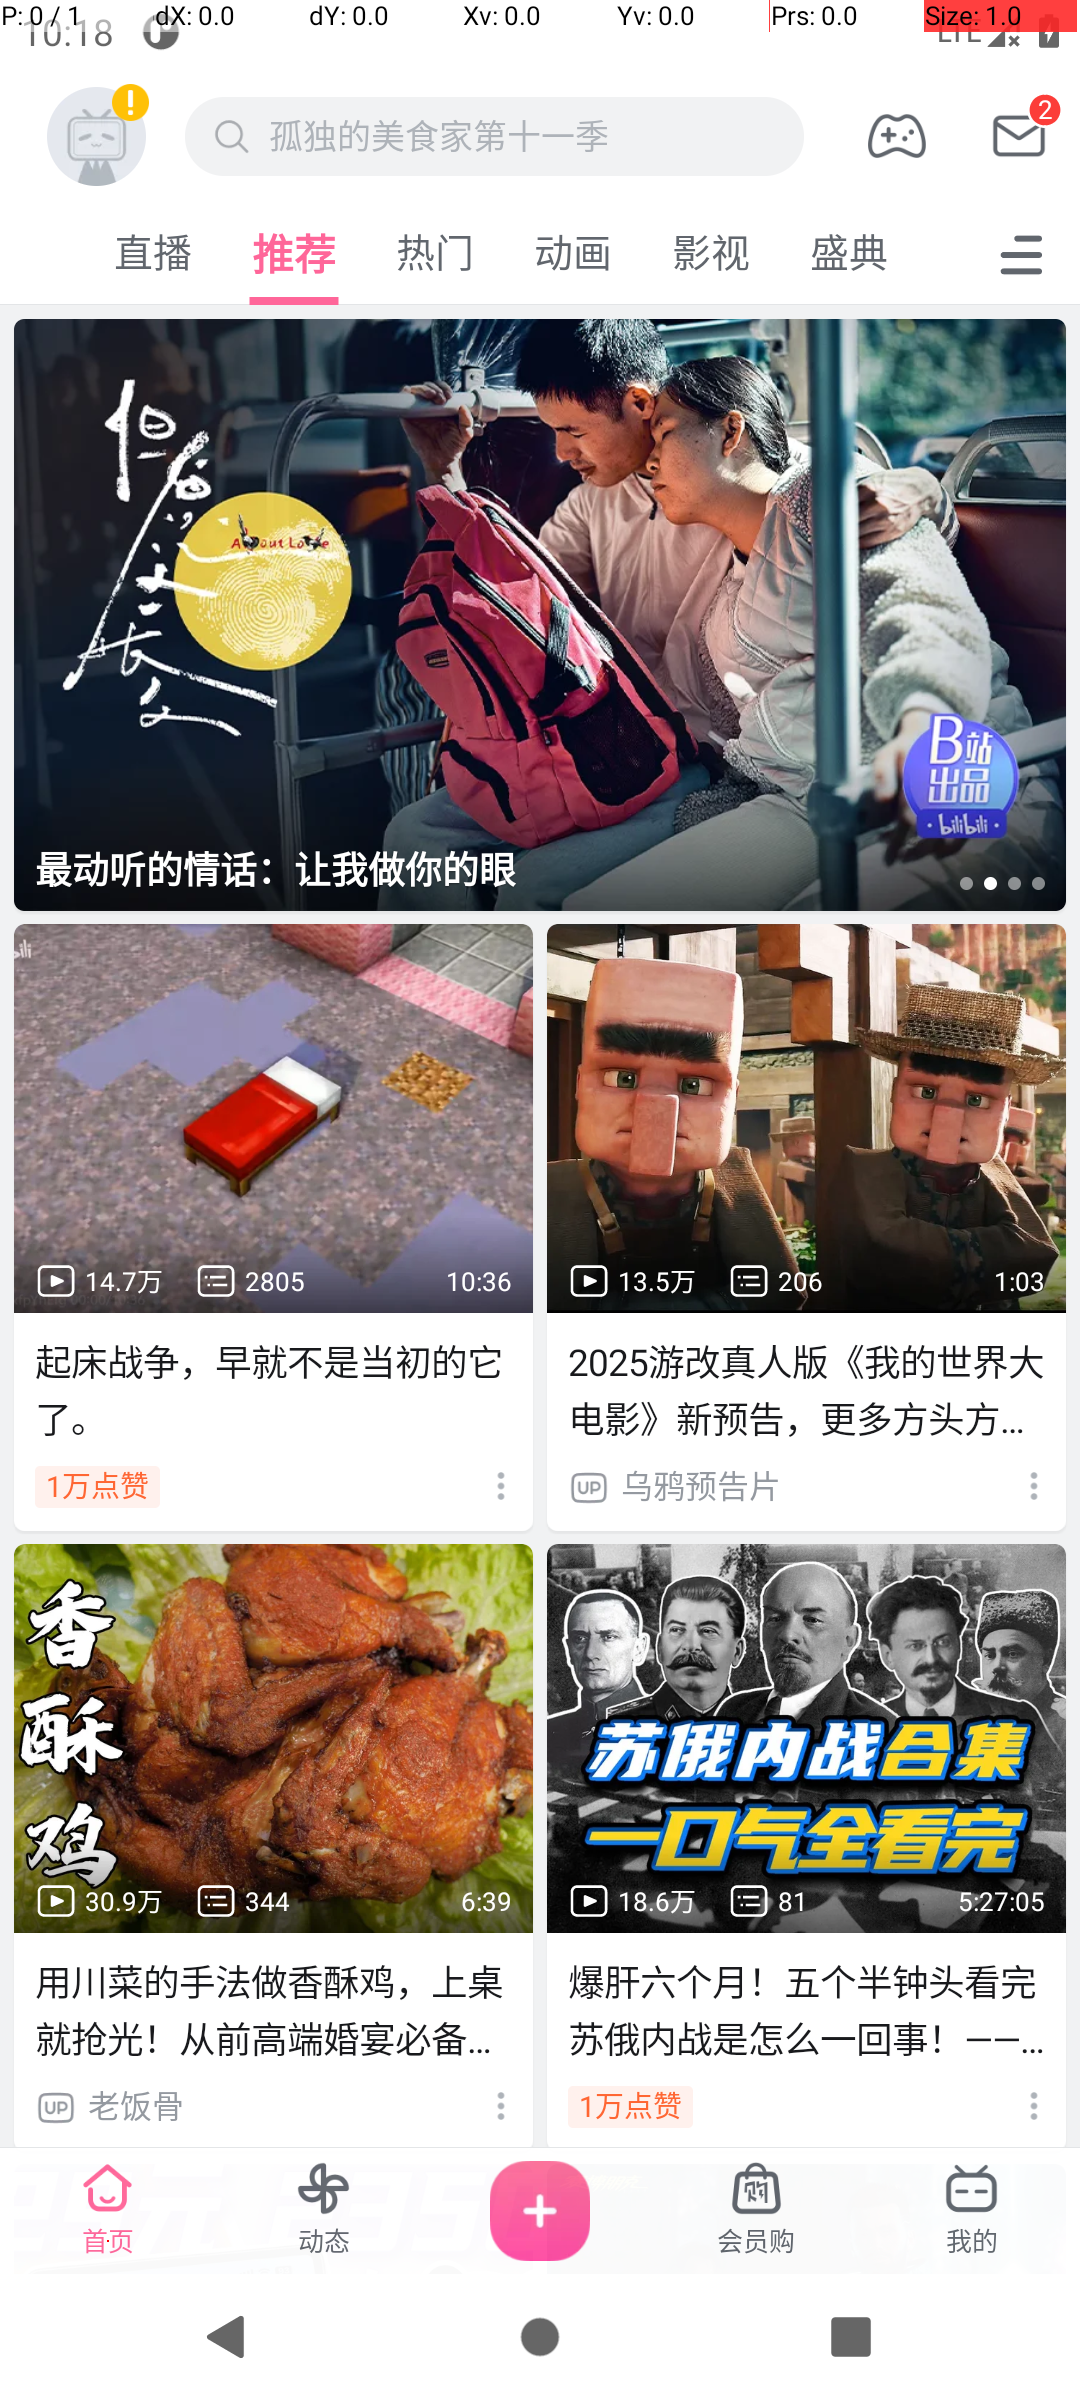 P: 0 / 1 dX: 0.0 dY: 0.0 Xv: 0.0 Yv: 0.0 Prs: 0.0 Size: 1.0
10:18 LTE
孤独的美食家第十一季 2
直播 推荐 热门 动画 影视 盛典
但愿人长久
About Love
B站
出品
bilibili
最动听的情话：让我做你的眼
14.7万 2805 10:36
13.5万 206 1:03
起床战争，早就不是当初的它
了。
1万点赞
2025游改真人版《我的世界大
电影》新预告，更多方头方...
UP 乌鸦预告片
香
酥
鸡
30.9万 344 6:39
苏俄内战合集
一口气全看完
18.6万 81 5:27:05
用川菜的手法做香酥鸡，上桌
就抢光！从前高端婚宴必备...
UP 老饭骨
爆肝六个月！五个半钟头看完
苏俄内战是怎么一回事！——...
1万点赞
首页 动态 会员购 我的